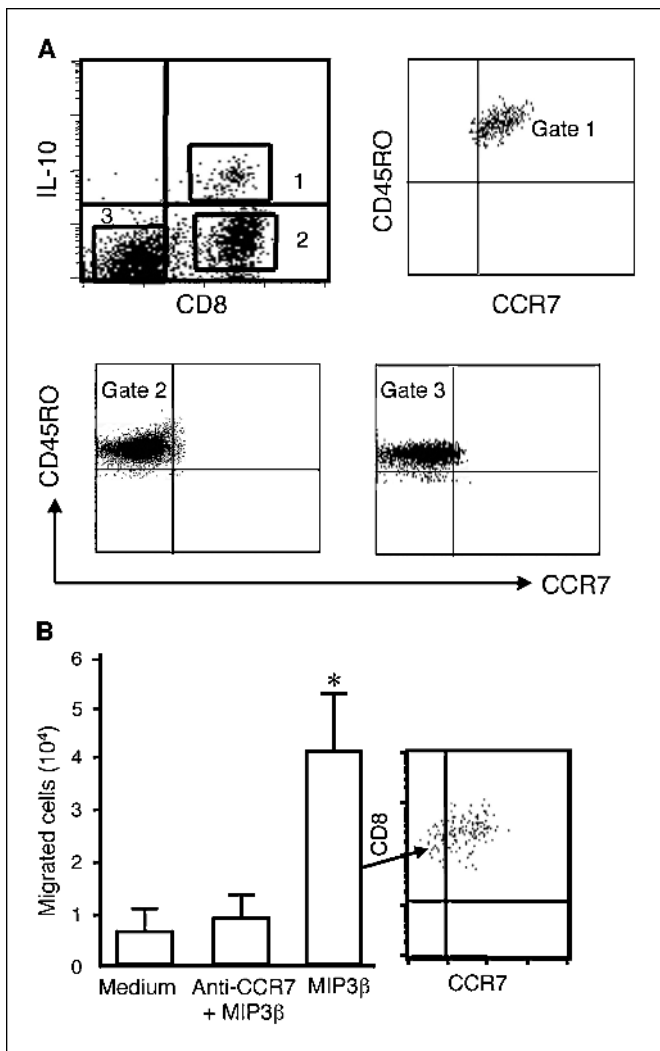 A
IL-10
1
2
3
CD8
CD45RO
Gate 1
CCR7
CD45RO
Gate 2
Gate 3
CCR7
B
Migrated cells (10⁴)
6
5
4
3
2
1
0
*
Medium
Anti-CCR7
+ MIP3β
MIP3β
CD8
CCR7